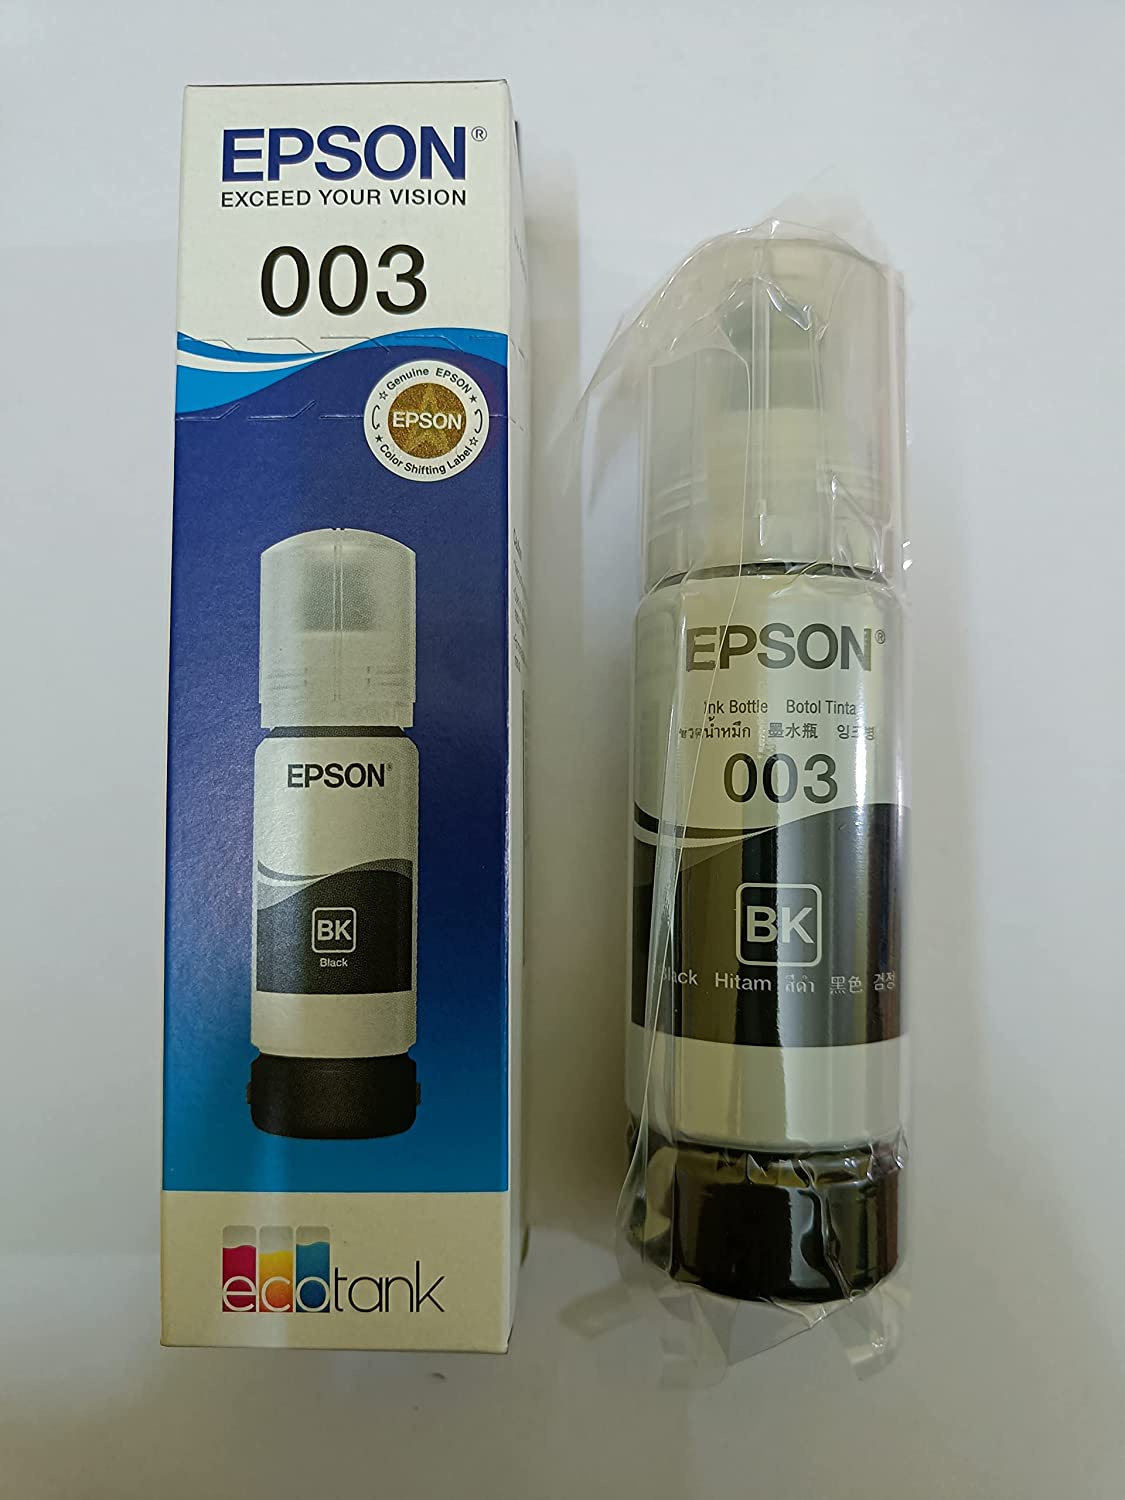 EPSON®
EXCEED YOUR VISION
003
Genuine EPSON
EPSON
Color Shifting Label
EPSON®
BK
Black
ecotank
EPSON®
Ink Bottle Botol Tinta
ขวดน้ำหมึก 墨水瓶 잉크병
003
BK
Black Hitam สีดำ 黑色 검정